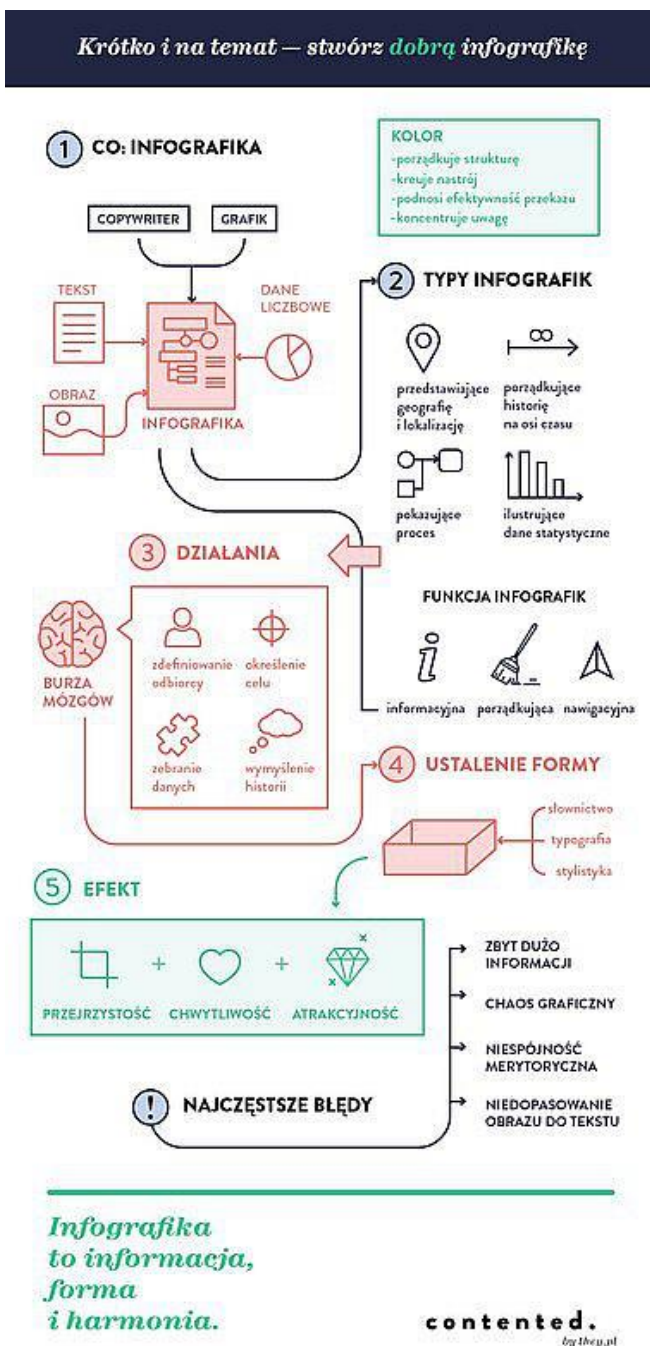 Krótko i na temat — stwórz dobrą infografikę
1 CO: INFOGRAFIKA
KOLOR
-porządkuje strukturę
-kreuje nastrój
-podnosi efektywność przekazu
-koncentruje uwagę
COPYWRITER
GRAFIK
TEKST
DANE
LICZBOWE
OBRAZ
INFOGRAFIKA
2 TYPY INFOGRAFIK
przedstawiające
geografię
i lokalizację
porządkujące
historię
na osi czasu
pokazujące
proces
ilustrujące
dane statystyczne
FUNKCJA INFOGRAFIK
i
informacyjna
porządkująca
nawigacyjna
3 DZIAŁANIA
BURZA
MÓZGÓW
zdefiniowanie
odbiorcy
określenie
celu
zebranie
danych
wymyślenie
historii
4 USTALENIE FORMY
słownictwo
typografia
stylistyka
5 EFEKT
+
+
PRZEJRZYSTOŚĆ
CHWYTLIWOŚĆ
ATRAKCYJNOŚĆ
! NAJCZĘSTSZE BŁĘDY
ZBYT DUŻO
INFORMACJI
CHAOS GRAFICZNY
NIESPÓJNOŚĆ
MERYTORYCZNA
NIEDOPASOWANIE
OBRAZU DO TEKSTU
Infografika
to informacja,
forma
i harmonia.
contented.
by they.pl